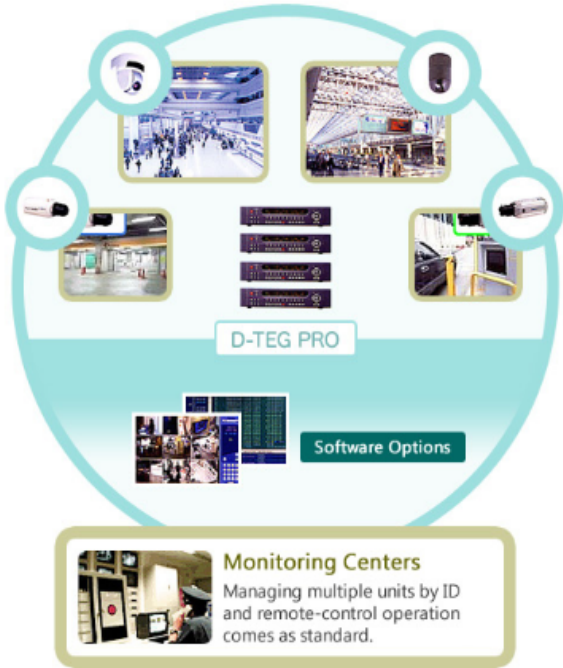 D-TEG PRO
Software Options
Monitoring Centers
Managing multiple units by ID
and remote-control operation
comes as standard.